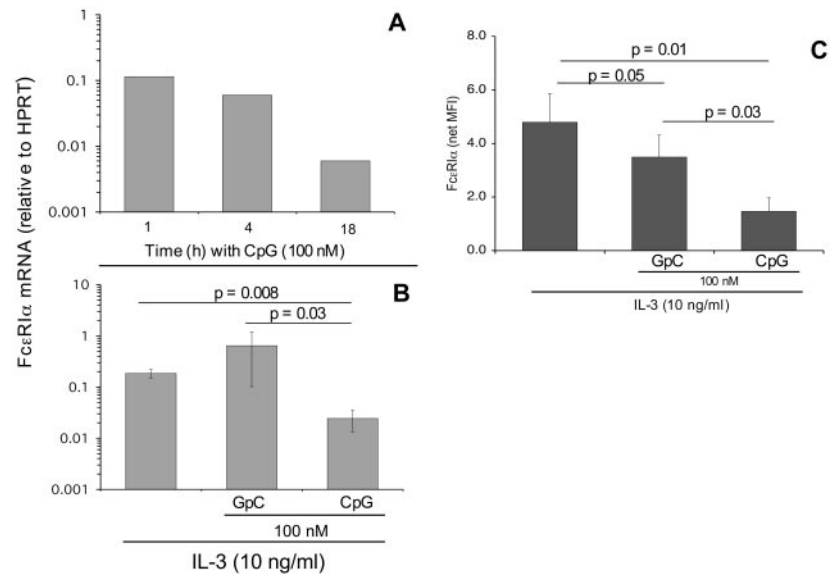 FcεRIα mRNA (relative to HPRT)
A
1
0.1
0.01
0.001
1 4 18
Time (h) with CpG (100 nM)
B
10
1
0.1
0.01
0.001
p = 0.008
p = 0.03
GpC CpG
100 nM
IL-3 (10 ng/ml)
C
FcεRIα (net MFI)
8.0
6.0
4.0
2.0
0.0
p = 0.01
p = 0.05
p = 0.03
GpC CpG
100 nM
IL-3 (10 ng/ml)